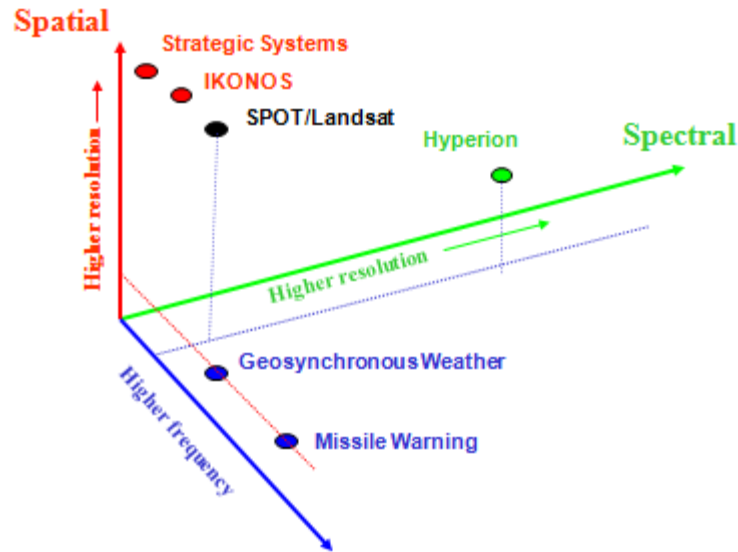 Spatial
Strategic Systems
IKONOS
SPOT/Landsat
Hyperion
Spectral
Higher resolution
Higher resolution
Geosynchronous Weather
Higher frequency
Missile Warning